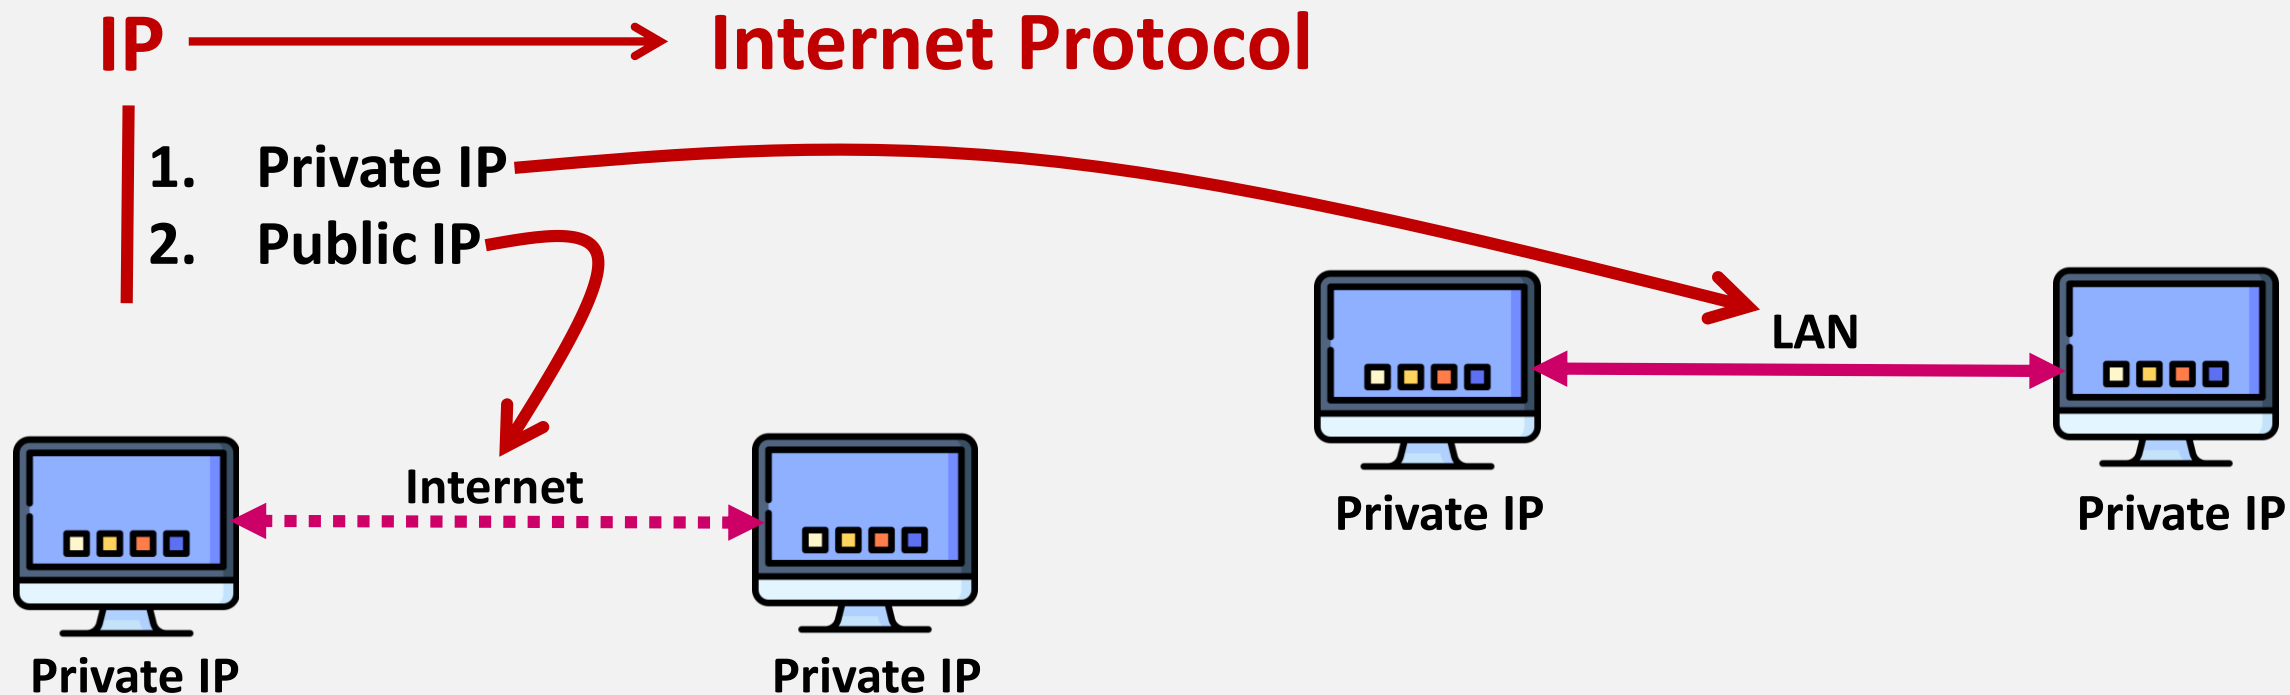 IP Internet Protocol
1. Private IP
2. Public IP
LAN
Internet
Private IP Private IP
Private IP Private IP